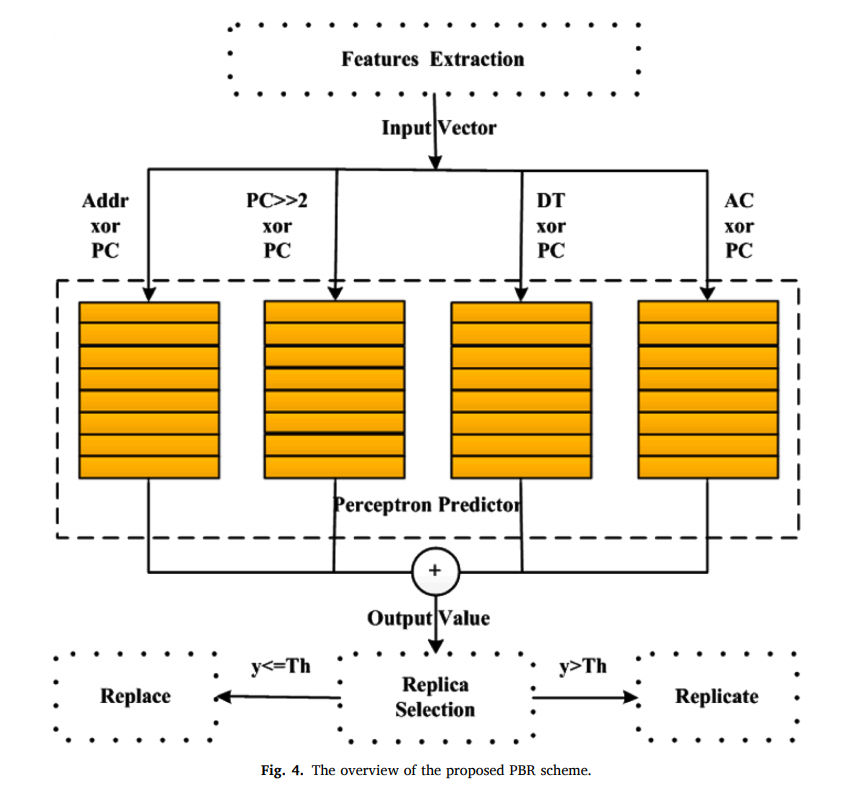 Features Extraction
Input Vector
Addr
xor
PC
PC>>2
xor
PC
DT
xor
PC
AC
xor
PC
Perceptron Predictor
+
Output Value
Replace
y<=Th
Replica
Selection
y>Th
Replicate
Fig. 4. The overview of the proposed PBR scheme.